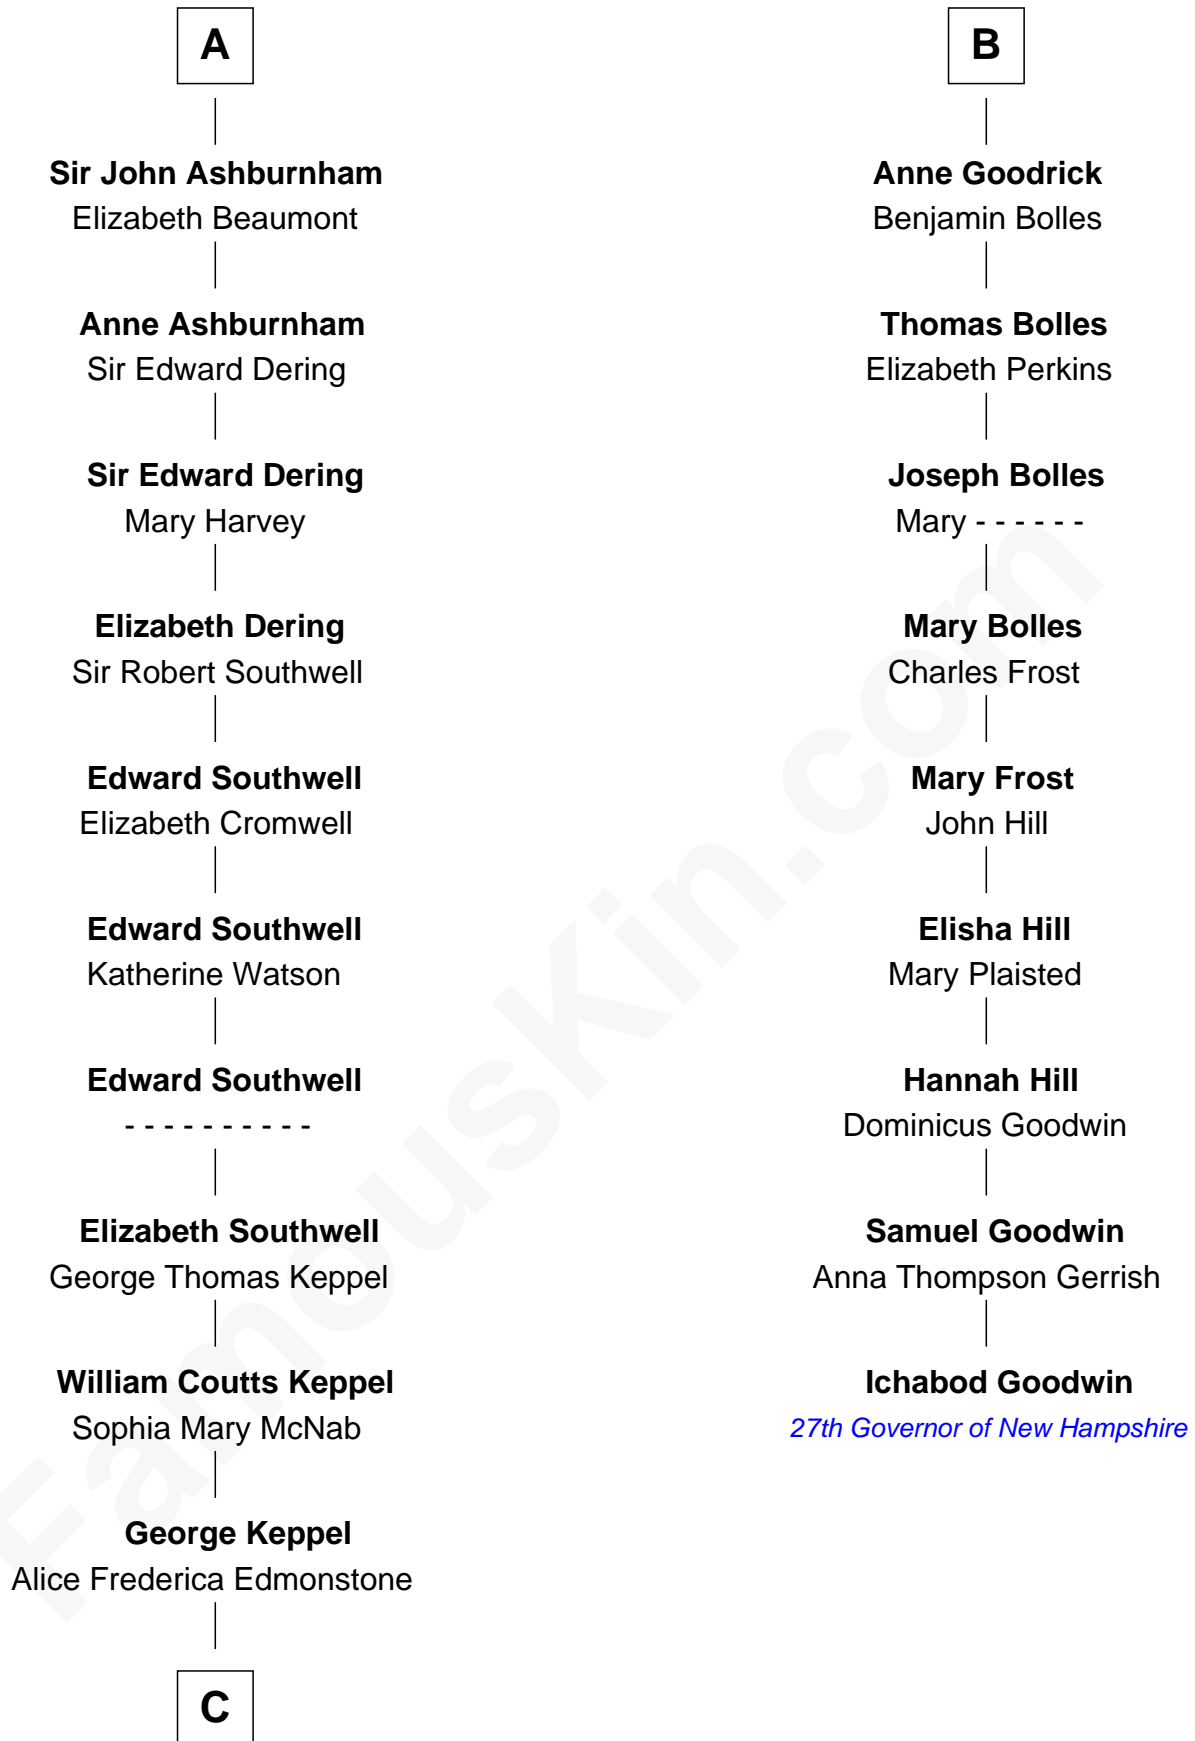 A
Sir John Ashburnham
Elizabeth Beaumont
Anne Ashburnham
Sir Edward Dering
Sir Edward Dering
Mary Harvey
Elizabeth Dering
Sir Robert Southwell
Edward Southwell
Elizabeth Cromwell
Edward Southwell
Katherine Watson
Edward Southwell
- - - - - - - - - -
Elizabeth Southwell
George Thomas Keppel
William Coutts Keppel
Sophia Mary McNab
George Keppel
Alice Frederica Edmonstone
C
B
Anne Goodrick
Benjamin Bolles
Thomas Bolles
Elizabeth Perkins
Joseph Bolles
Mary - - - - - -
Mary Bolles
Charles Frost
Mary Frost
John Hill
Elisha Hill
Mary Plaisted
Hannah Hill
Dominicus Goodwin
Samuel Goodwin
Anna Thompson Gerrish
Ichabod Goodwin
27th Governor of New Hampshire
FamousKin.com